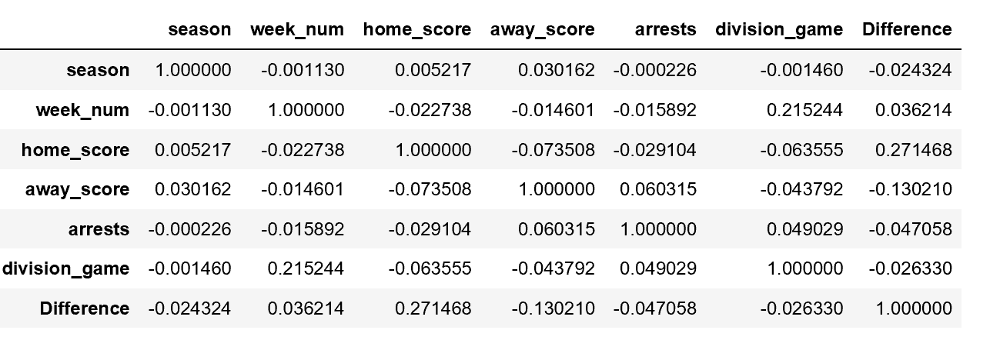 season week_num home_score away_score arrests division_game Difference
season 1.000000 -0.001130 0.005217 0.030162 -0.000226 -0.001460 -0.024324
week_num -0.001130 1.000000 -0.022738 -0.014601 -0.015892 0.215244 0.036214
home_score 0.005217 -0.022738 1.000000 -0.073508 -0.029104 -0.063555 0.271468
away_score 0.030162 -0.014601 -0.073508 1.000000 0.060315 -0.043792 -0.130210
arrests -0.000226 -0.015892 -0.029104 0.060315 1.000000 0.049029 -0.047058
division_game -0.001460 0.215244 -0.063555 -0.043792 0.049029 1.000000 -0.026330
Difference -0.024324 0.036214 0.271468 -0.130210 -0.047058 -0.026330 1.000000